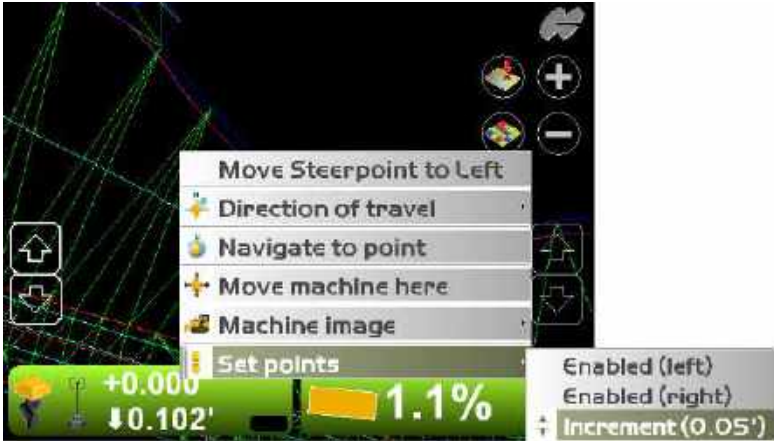 Move Steerpoint to Left
Direction of travel
Navigate to point
Move machine here
Machine image
Set points
Enabled (left)
Enabled (right)
Increment (0.05')
+0.000
⬇0.102'
1.1%